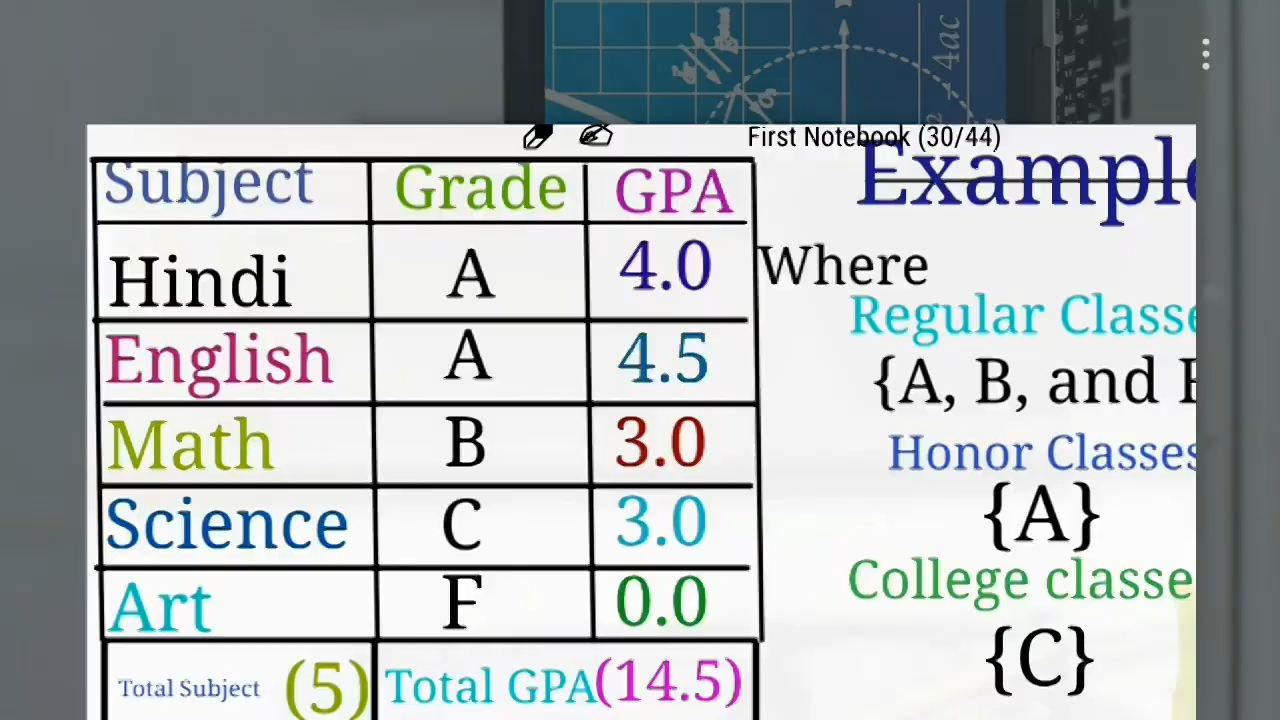 2 + 4ac
First Notebook (30/44)
Example
Subject Grade GPA
Hindi A 4.0
English A 4.5
Math B 3.0
Science C 3.0
Art F 0.0
Total Subject (5) Total GPA (14.5)
Where
Regular Classe
{A, B, and
Honor Classes
{A}
College classe
{C}